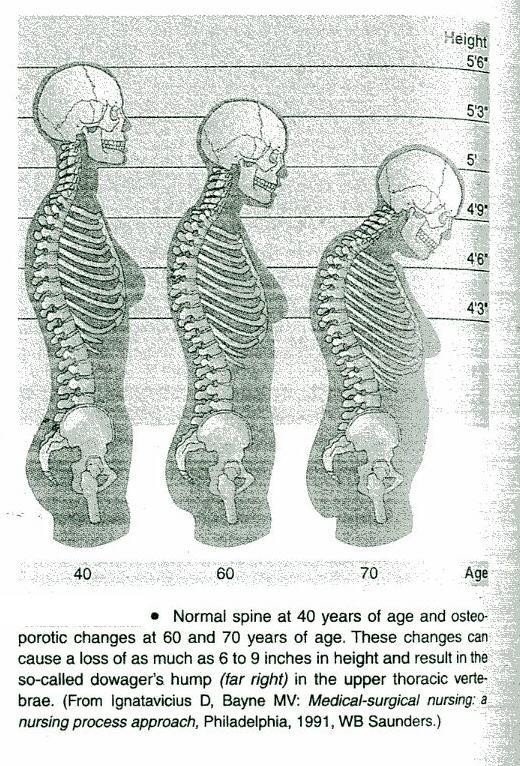 Height
5'6"
5'3"
5'
4'9"
4'6"
4'3"
40 60 70 Age
• Normal spine at 40 years of age and osteo-
porotic changes at 60 and 70 years of age. These changes can
cause a loss of as much as 6 to 9 inches in height and result in the
so-called dowager's hump (far right) in the upper thoracic verte-
brae. (From Ignatavicius D, Bayne MV: Medical-surgical nursing: a
nursing process approach, Philadelphia, 1991, WB Saunders.)